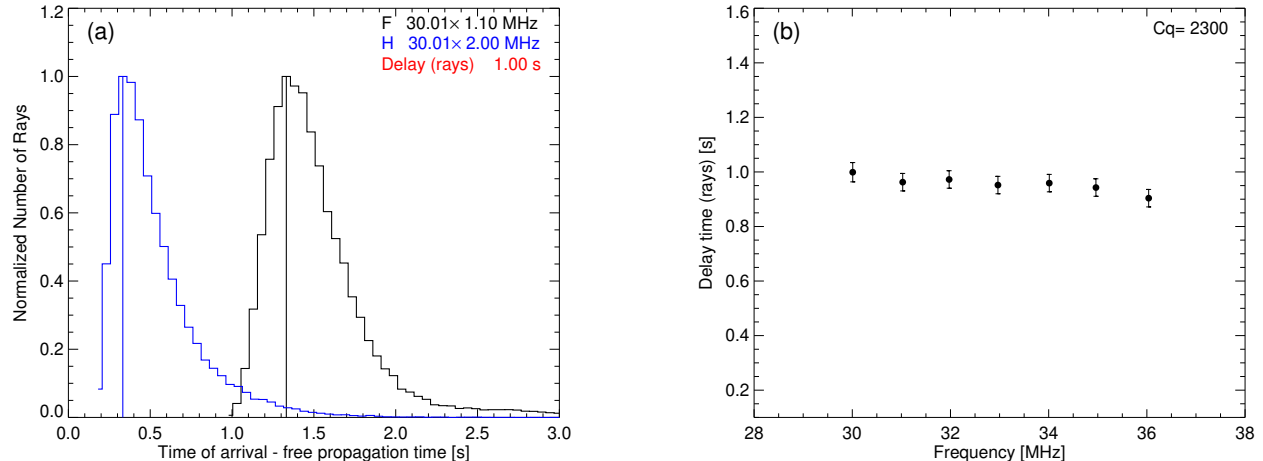 (a)
F 30.01× 1.10 MHz
H 30.01× 2.00 MHz
Delay (rays) 1.00 s
Normalized Number of Rays
1.0
0.8
0.6
0.4
0.2
0.0
0.0 0.5 1.0 1.5 2.0 2.5 3.0
Time of arrival - free propagation time [s]
(b)
Cq= 2300
Delay time (rays) [s]
1.6
1.4
1.2
1.0
0.8
0.6
0.4
0.2
28 30 32 34 36 38
Frequency [MHz]